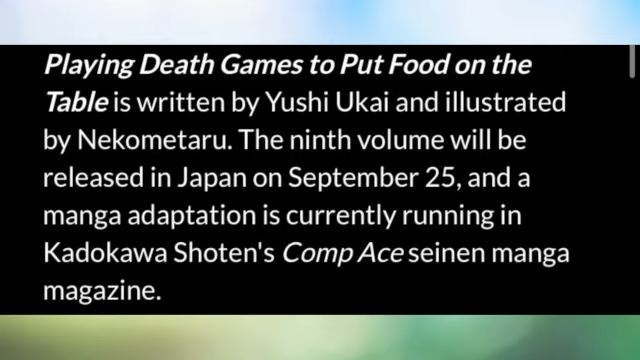 Playing Death Games to Put Food on the
Table is written by Yushi Ukai and illustrated
by Nekometaru. The ninth volume will be
released in Japan on September 25, and a
manga adaptation is currently running in
Kadokawa Shoten's Comp Ace seinen manga
magazine.